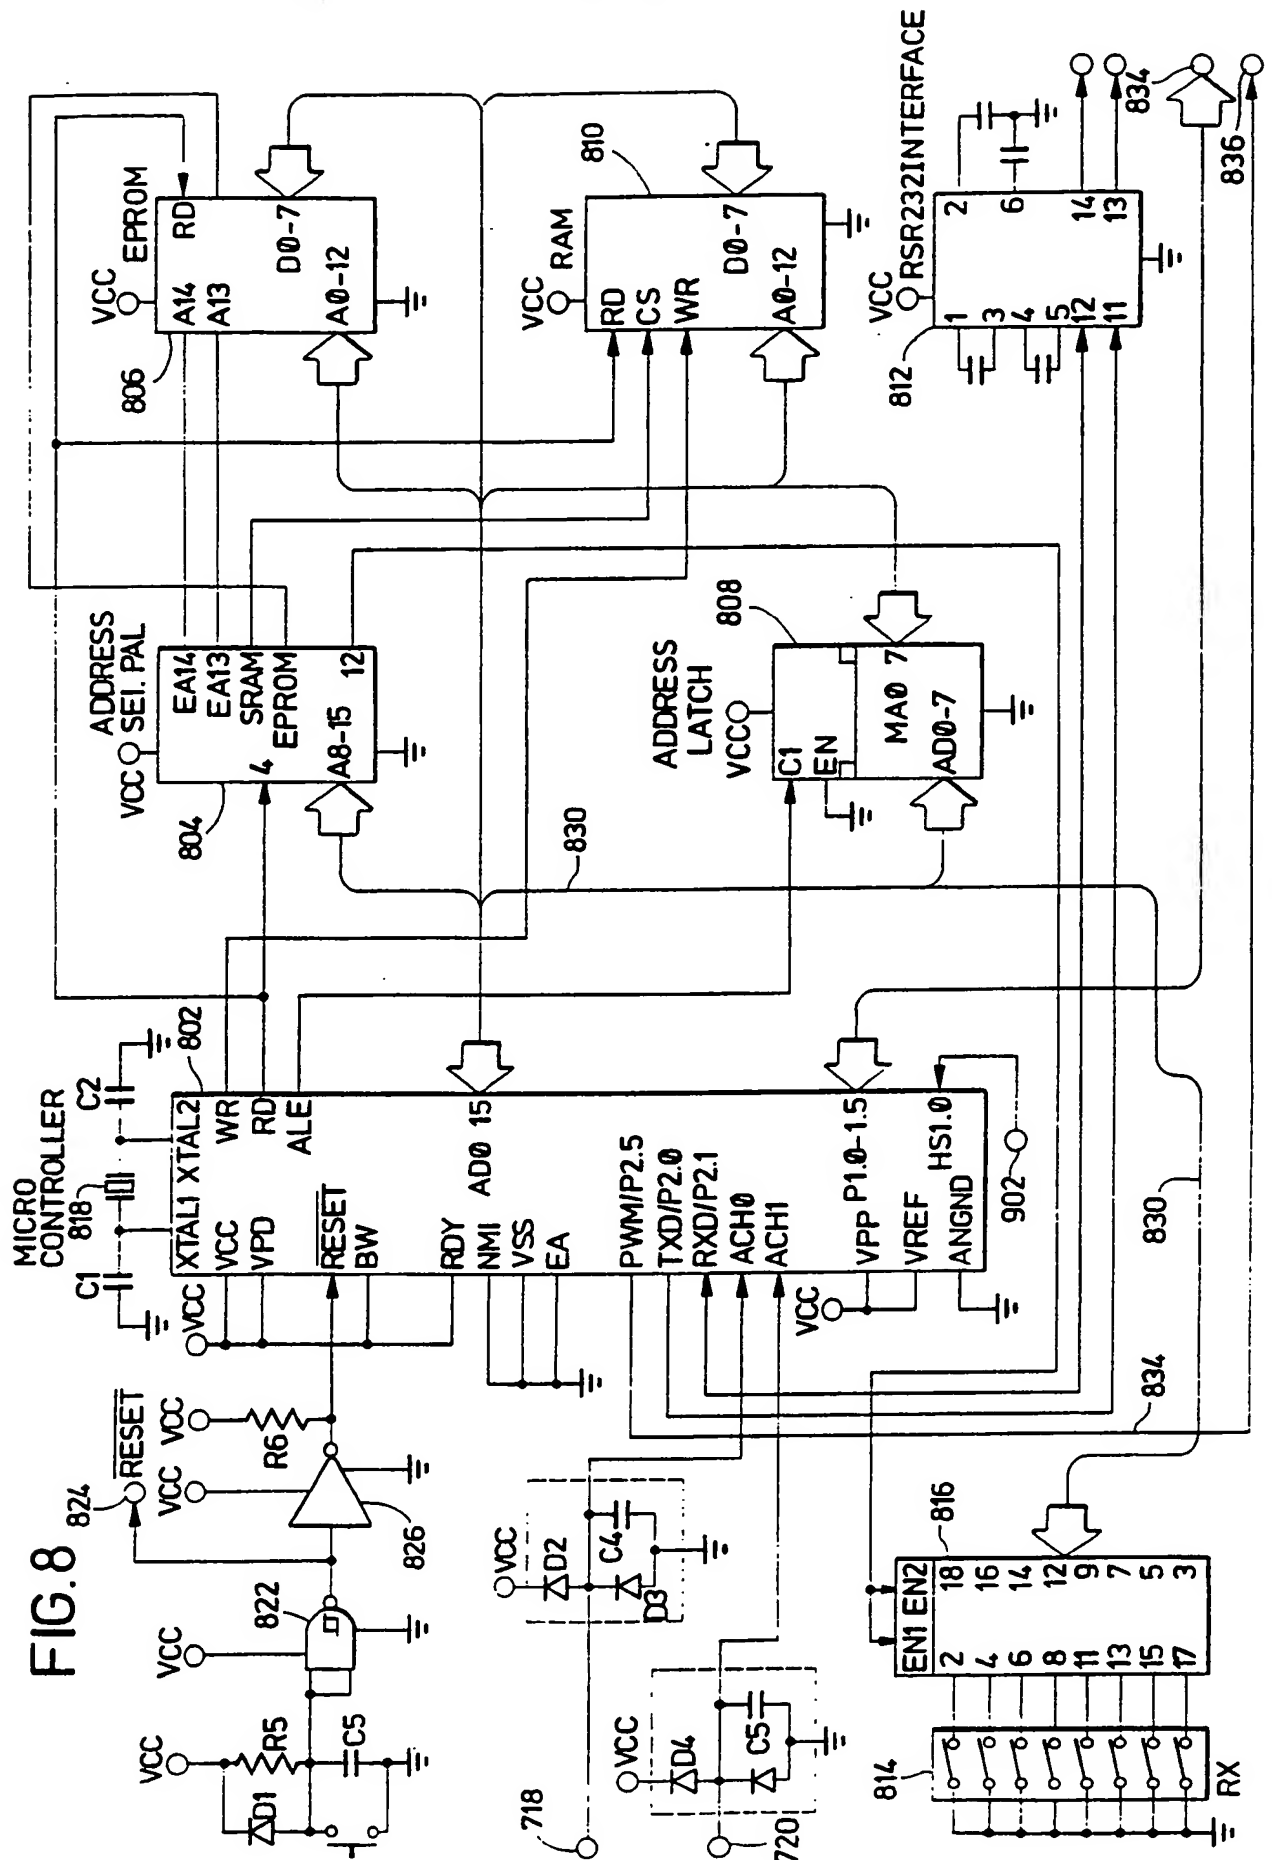 FIG.8
VCC
D1
R5
C5
VCC
822
824
RESET
VCC
826
VCC
R6
MICRO
CONTROLLER
C1
818
C2
802
VCC
XTAL1 XTAL2
VCC
WR
VPD
RD
ALE
RESET
BW
RDY
AD0 15
NMI
VSS
EA
PWM/P2.5
TXD/P2.0
RXD/P2.1
ACH0
ACH1
VPP P1.0-1.5
VREF
HS1.0
ANGND
VCC
902
ADDRESS
SEl. PAL
VCC
804
EA14
EA13
SRAM
EPROM
4
12
A8-15
830
EPROM
VCC
806
A14
RD
A13
D0-7
A0-12
RAM
VCC
810
RD
CS
WR
D0-7
A0-12
ADDRESS
LATCH
VCC
808
C1
EN
MA0 7
AD0-7
RSR232INTERFACE
VCC
812
1
2
3
6
4
5
12
14
11
13
834
836
718
VCC
D2
C4
D3
720
VCC
D4
C5
830
834
816
EN1 EN2
2 18
4 16
6 14
8 12
11 9
13 7
15 5
17 3
814
RX